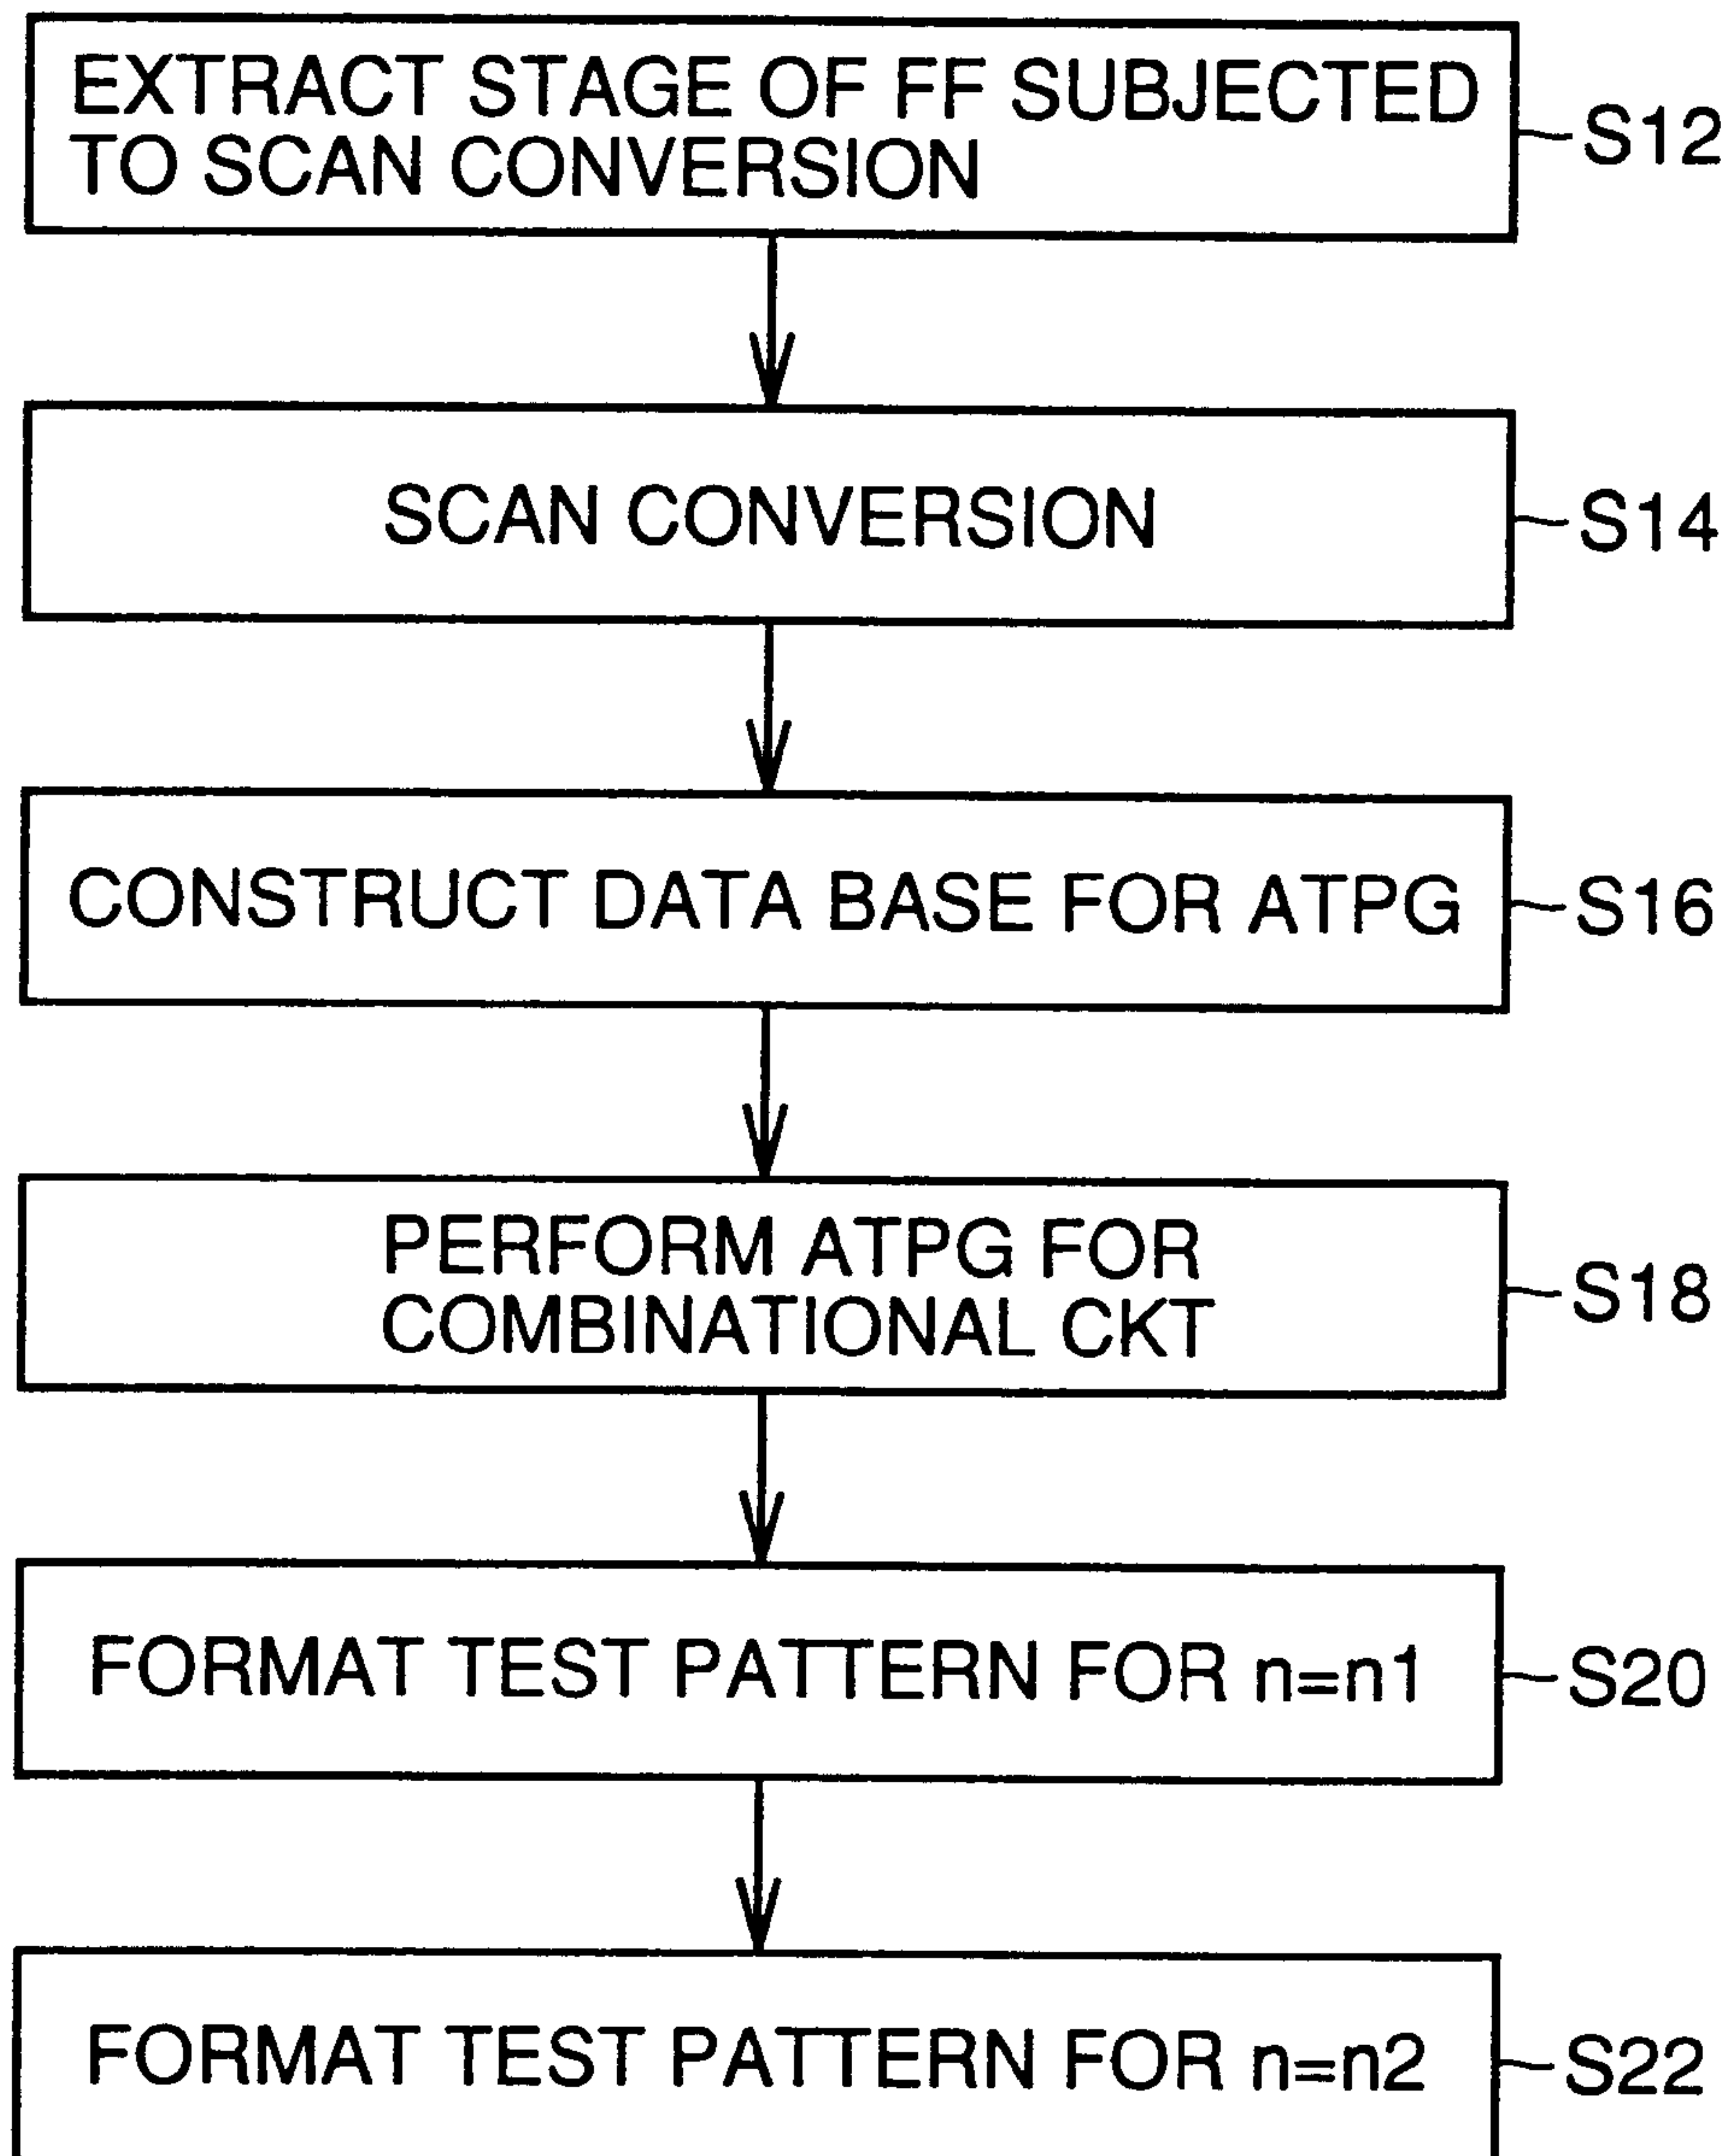 EXTRACT STAGE OF FF SUBJECTED
TO SCAN CONVERSION
S12
SCAN CONVERSION
S14
CONSTRUCT DATA BASE FOR ATPG
S16
PERFORM ATPG FOR
COMBINATIONAL CKT
S18
FORMAT TEST PATTERN FOR n=n1
S20
FORMAT TEST PATTERN FOR n=n2
S22